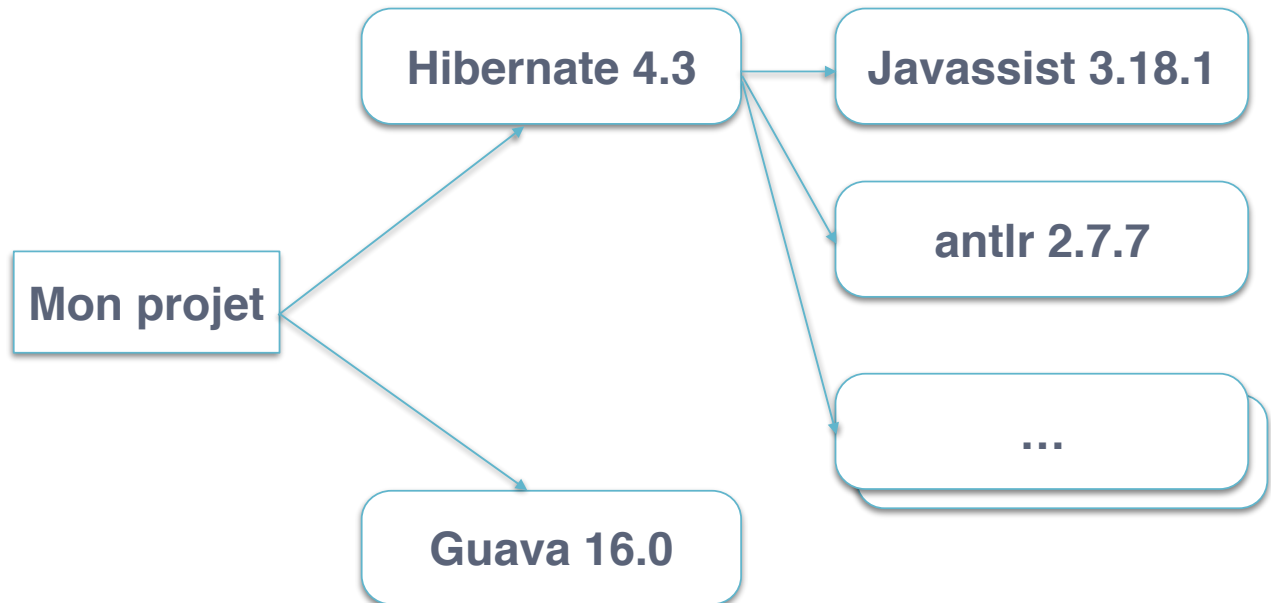 Hibernate 4.3
Javassist 3.18.1
antlr 2.7.7
Mon projet
...
Guava 16.0